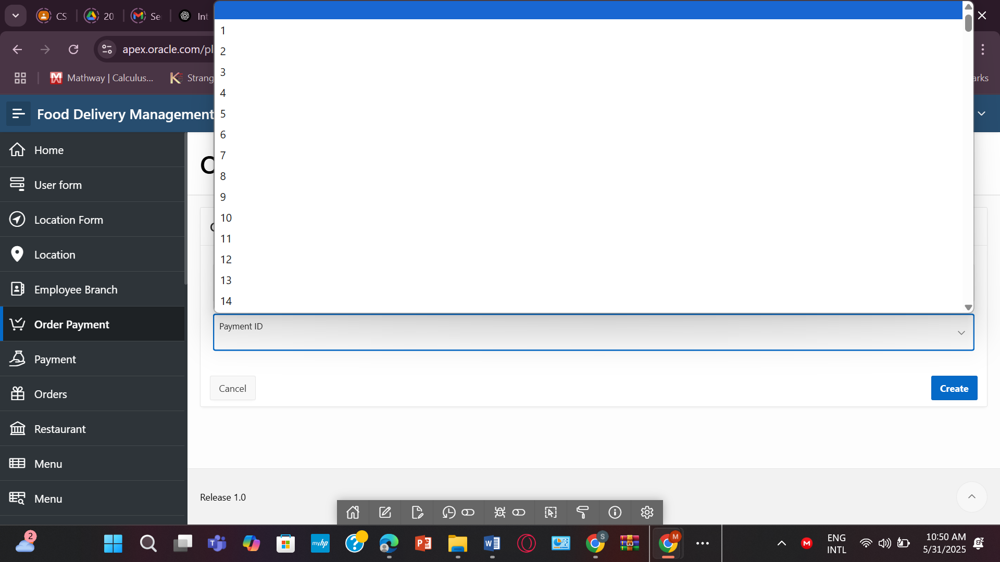 CS
20
Se
Int
apex.oracle.com/pl
Mathway | Calculus...
Strang
arks
Food Delivery Management
Home
User form
Location Form
Location
Employee Branch
Order Payment
Payment
Orders
Restaurant
Menu
Menu
1
2
3
4
5
6
7
8
9
10
11
12
13
14
Payment ID
Cancel
Create
Release 1.0
2
T
myhp
?
P
W
S
M
M
ENG
INTL
10:50 AM
5/31/2025